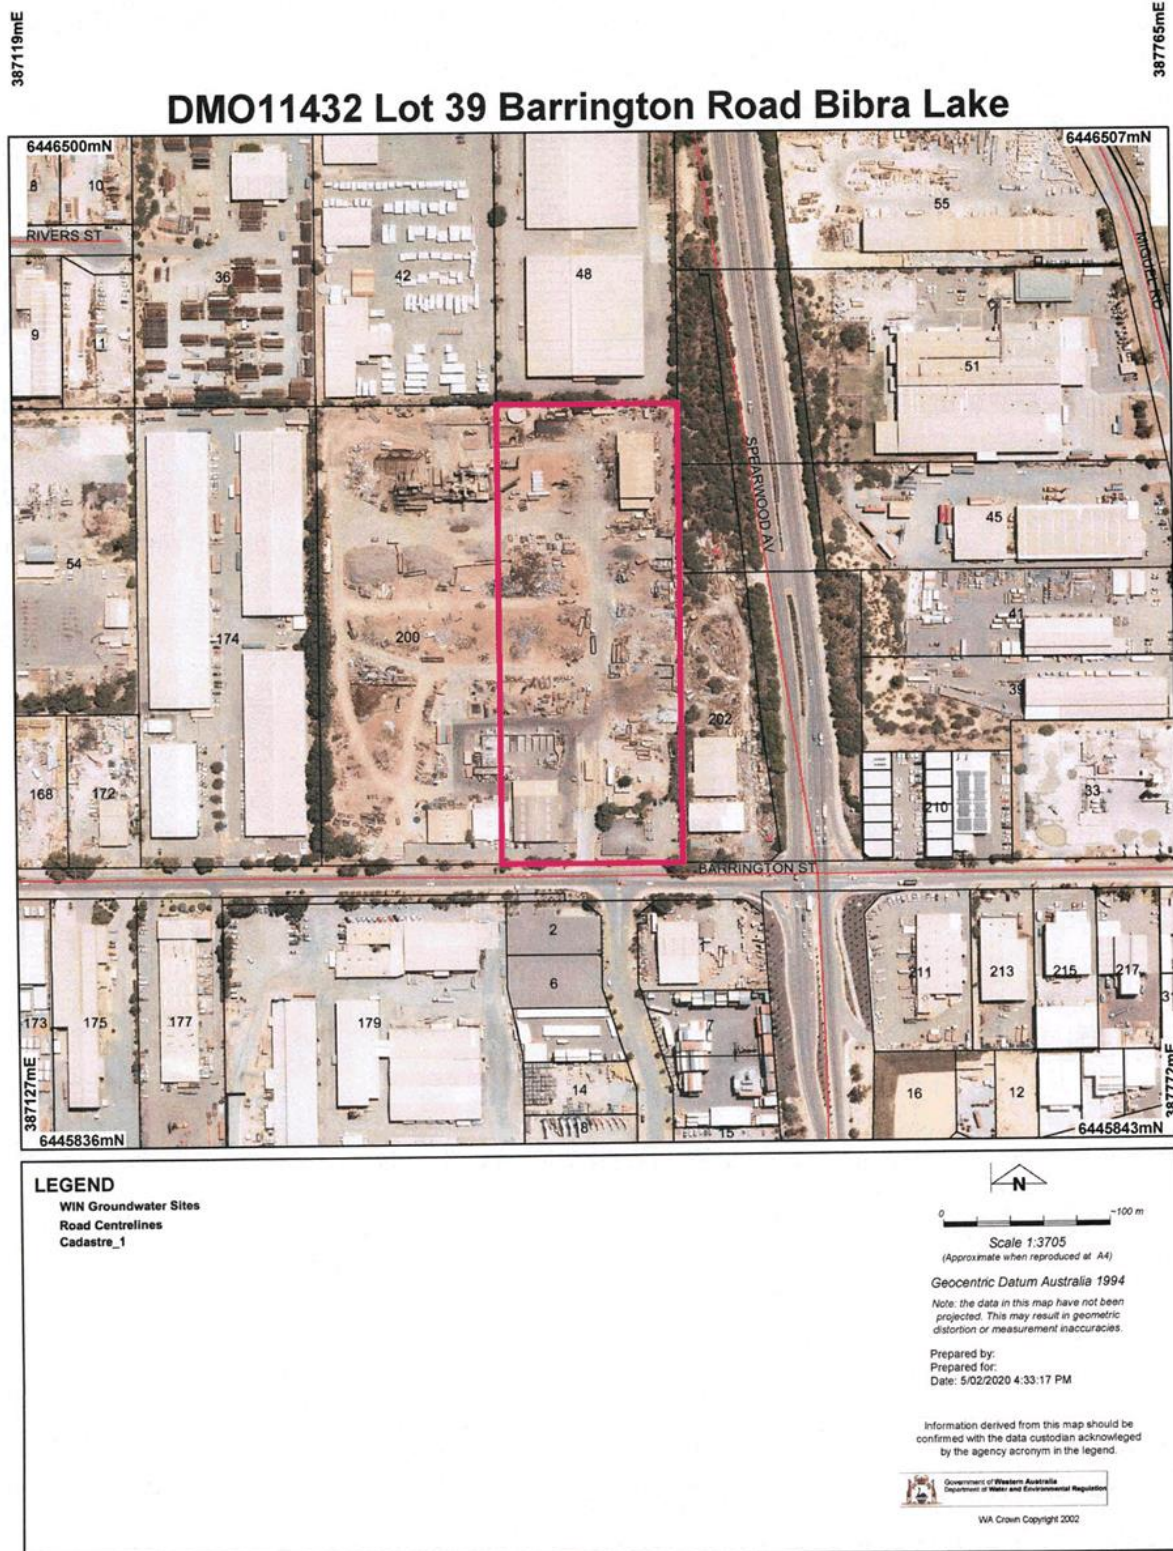 387119mE
387765mE
DMO11432 Lot 39 Barrington Road Bibra Lake
6446500mN
6446507mN
8
10
RIVERS ST
36
42
48
55
MIGUEL RD
9
1
51
SPEARWOOD AV
45
54
174
200
41
39
202
168
172
210
33
BARRINGTON ST
2
6
211
213
215
217
173
175
177
179
7
14
18
15
16
12
387127mE
387772mE
6445836mN
6445843mN
LEGEND
WIN Groundwater Sites
Road Centrelines
Cadastre_1
N
0
~100 m
Scale 1:3705
(Approximate when reproduced at A4)
Geocentric Datum Australia 1994
Note: the data in this map have not been
projected. This may result in geometric
distortion or measurement inaccuracies.
Prepared by:
Prepared for:
Date: 5/02/2020 4:33:17 PM
Information derived from this map should be
confirmed with the data custodian acknowleged
by the agency acronym in the legend.
Government of Western Australia
Department of Water and Environmental Regulation
WA Crown Copyright 2002